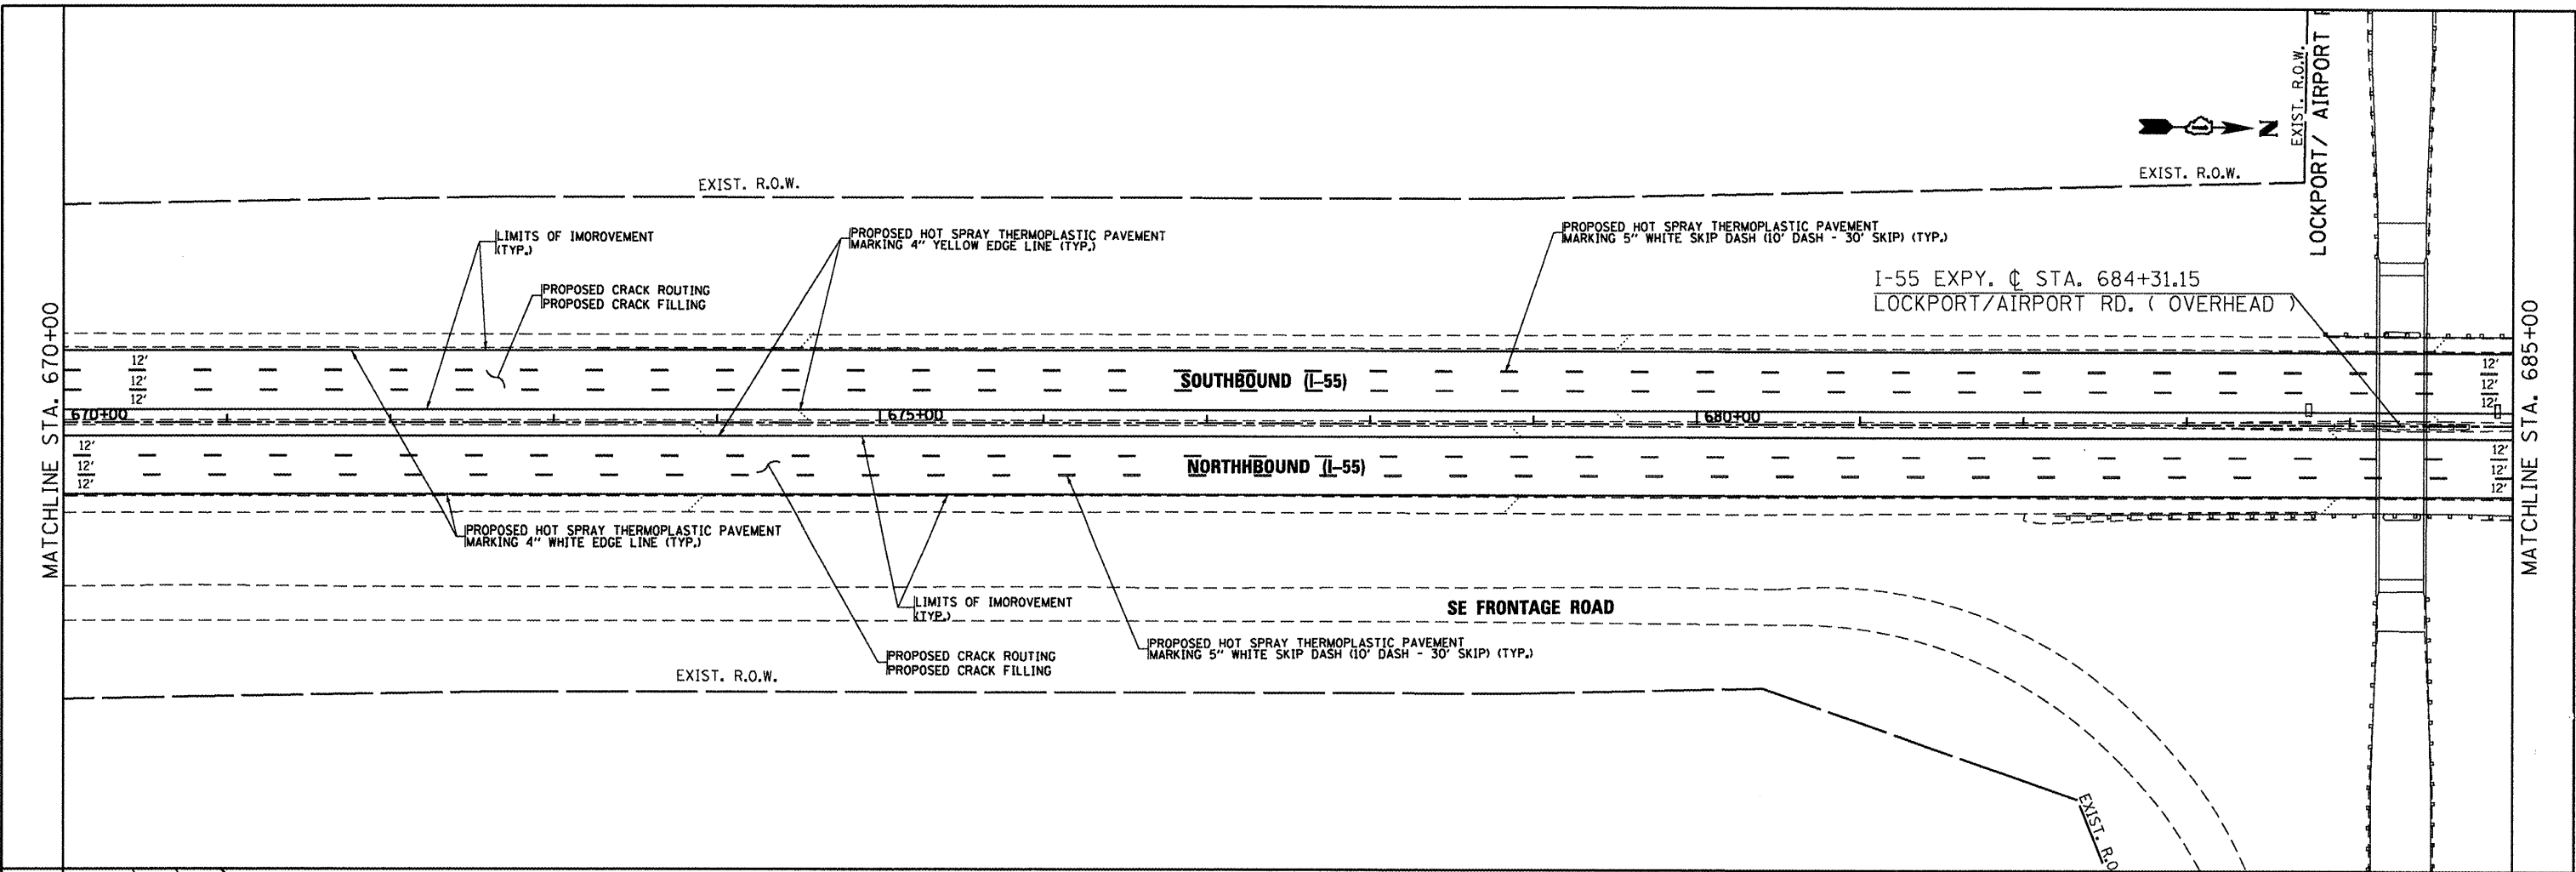 EXIST. R.O.W.
LOCKPORT/ AIRPORT
N
EXIST. R.O.W.
EXIST. R.O.W.
LIMITS OF IMOROVEMENT
(TYP.)
PROPOSED HOT SPRAY THERMOPLASTIC PAVEMENT
MARKING 4" YELLOW EDGE LINE (TYP.)
PROPOSED HOT SPRAY THERMOPLASTIC PAVEMENT
MARKING 5" WHITE SKIP DASH (10' DASH - 30' SKIP) (TYP.)
PROPOSED CRACK ROUTING
PROPOSED CRACK FILLING
I-55 EXPY. ℄ STA. 684+31.15
LOCKPORT/AIRPORT RD. ( OVERHEAD )
MATCHLINE STA. 670+00
MATCHLINE STA. 685+00
12'
12'
12'
SOUTHBOUND (I-55)
12'
12'
12'
670+00
675+00
680+00
12'
12'
12'
NORTHHBOUND (I-55)
12'
12'
12'
PROPOSED HOT SPRAY THERMOPLASTIC PAVEMENT
MARKING 4" WHITE EDGE LINE (TYP.)
LIMITS OF IMOROVEMENT
(TYP.)
SE FRONTAGE ROAD
PROPOSED HOT SPRAY THERMOPLASTIC PAVEMENT
MARKING 5" WHITE SKIP DASH (10' DASH - 30' SKIP) (TYP.)
PROPOSED CRACK ROUTING
PROPOSED CRACK FILLING
EXIST. R.O.W.
EXIST. R.O